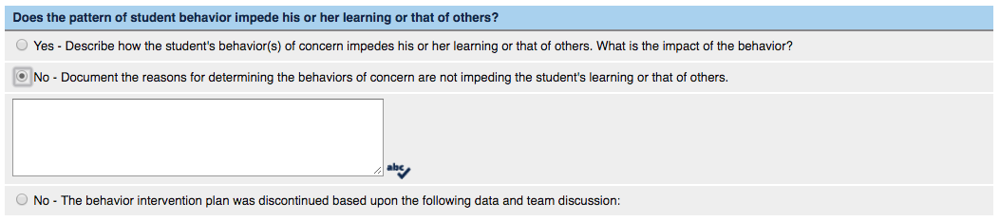 Does the pattern of student behavior impede his or her learning or that of others?
Yes - Describe how the student's behavior(s) of concern impedes his or her learning or that of others. What is the impact of the behavior?
No - Document the reasons for determining the behaviors of concern are not impeding the student's learning or that of others.
abc
No - The behavior intervention plan was discontinued based upon the following data and team discussion: